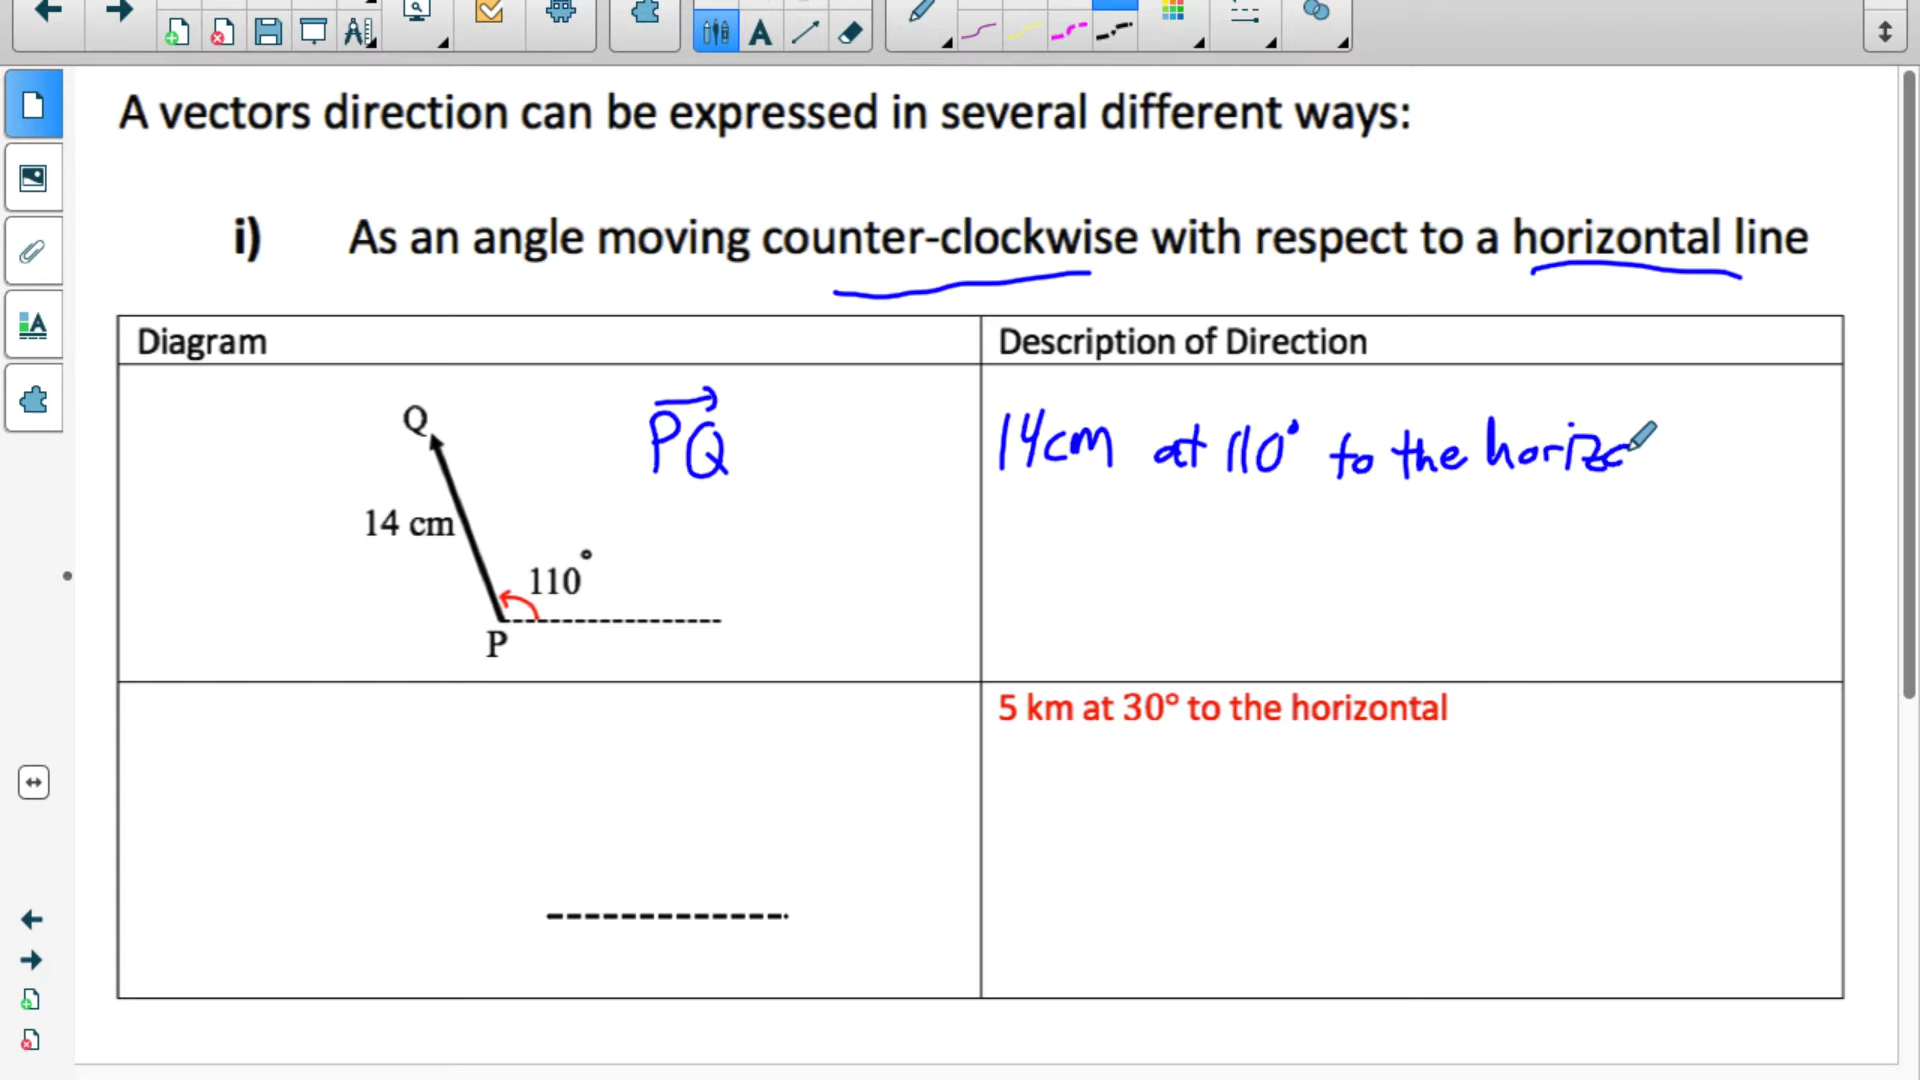 A vectors direction can be expressed in several different ways:
i) As an angle moving counter-clockwise with respect to a horizontal line
Diagram
Description of Direction
Q
PQ
14cm at 110° to the horizo
14 cm
110°
P
5 km at 30° to the horizontal